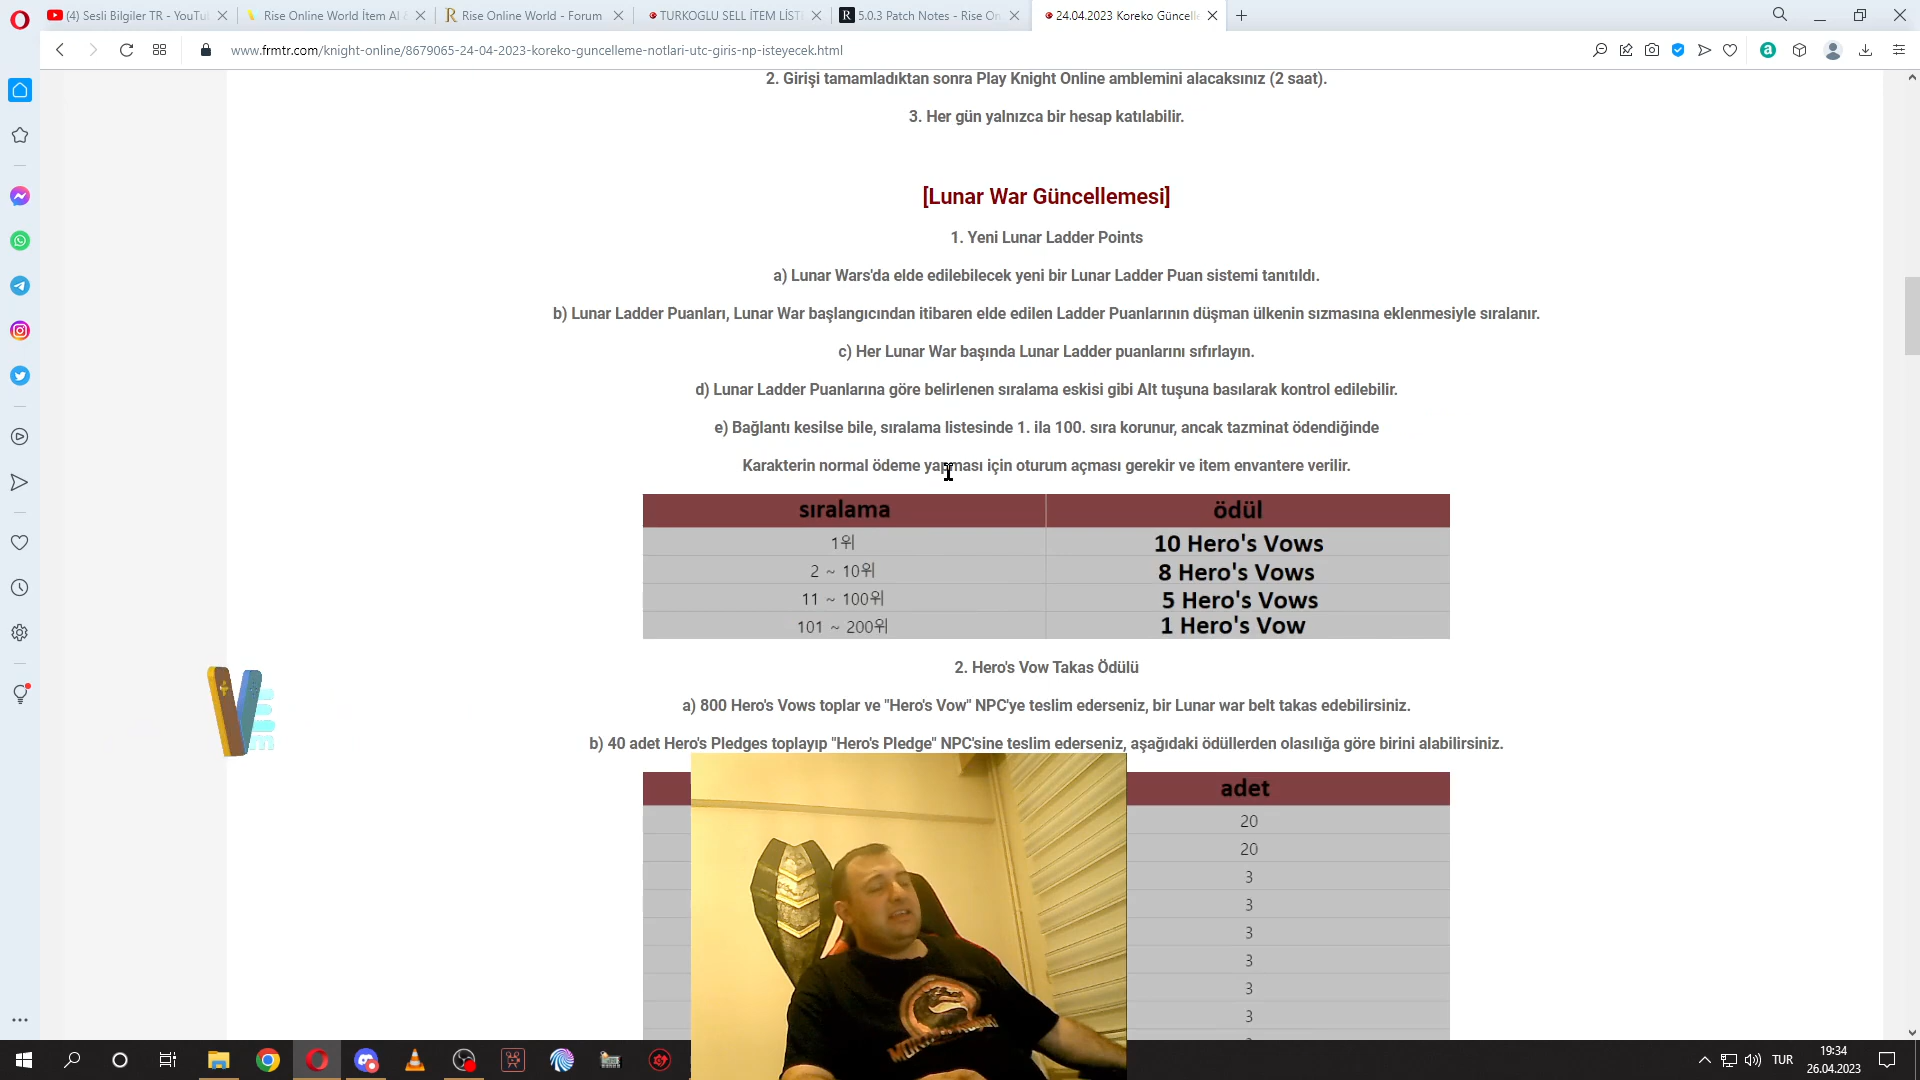 (4) Sesli Bilgiler TR - YouTu
Rise Online World İtem Al &
Rise Online World - Forum
TURKOGLU SELL İTEM LİST
5.0.3 Patch Notes - Rise On
24.04.2023 Koreko Güncelle
www.frmtr.com/knight-online/8679065-24-04-2023-koreko-guncelleme-notlari-utc-giris-np-isteyecek.html
2. Girişi tamamladıktan sonra Play Knight Online amblemini alacaksınız (2 saat).
3. Her gün yalnızca bir hesap katılabilir.
[Lunar War Güncellemesi]
1. Yeni Lunar Ladder Points
a) Lunar Wars'da elde edilebilecek yeni bir Lunar Ladder Puan sistemi tanıtıldı.
b) Lunar Ladder Puanları, Lunar War başlangıcından itibaren elde edilen Ladder Puanlarının düşman ülkenin sızmasına eklenmesiyle sıralanır.
c) Her Lunar War başında Lunar Ladder puanlarını sıfırlayın.
d) Lunar Ladder Puanlarına göre belirlenen sıralama eskisi gibi Alt tuşuna basılarak kontrol edilebilir.
e) Bağlantı kesilse bile, sıralama listesinde 1. ila 100. sıra korunur, ancak tazminat ödendiğinde
Karakterin normal ödeme yapması için oturum açması gerekir ve item envantere verilir.
sıralama ödül
1위 10 Hero's Vows
2 ~ 10위 8 Hero's Vows
11 ~ 100위 5 Hero's Vows
101 ~ 200위 1 Hero's Vow
2. Hero's Vow Takas Ödülü
a) 800 Hero's Vows toplar ve "Hero's Vow" NPC'ye teslim ederseniz, bir Lunar war belt takas edebilirsiniz.
b) 40 adet Hero's Pledges toplayıp "Hero's Pledge" NPC'sine teslim ederseniz, aşağıdaki ödüllerden olasılığa göre birini alabilirsiniz.
adet
20
20
3
3
3
3
3
3
TUR
19:34
26.04.2023